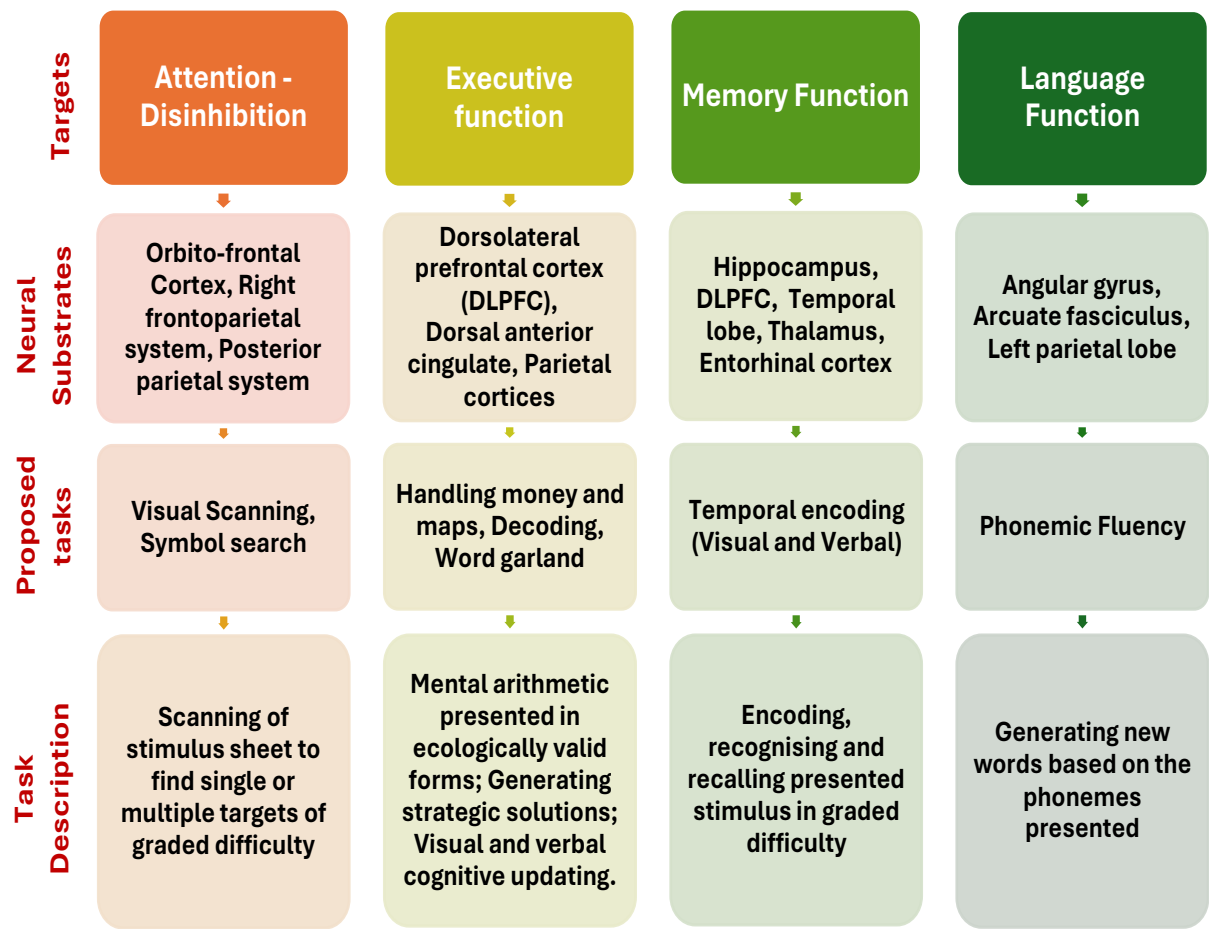 Targets
Attention -
Disinhibition
Executive
function
Memory Function
Language
Function
Neural
Substrates
Orbito-frontal
Cortex, Right
frontoparietal
system, Posterior
parietal system
Dorsolateral
prefrontal cortex
(DLPFC),
Dorsal anterior
cingulate, Parietal
cortices
Hippocampus,
DLPFC, Temporal
lobe, Thalamus,
Entorhinal cortex
Angular gyrus,
Arcuate fasciculus,
Left parietal lobe
Proposed
tasks
Visual Scanning,
Symbol search
Handling money and
maps, Decoding,
Word garland
Temporal encoding
(Visual and Verbal)
Phonemic Fluency
Task
Description
Scanning of
stimulus sheet to
find single or
multiple targets of
graded difficulty
Mental arithmetic
presented in
ecologically valid
forms; Generating
strategic solutions;
Visual and verbal
cognitive updating.
Encoding,
recognising and
recalling presented
stimulus in graded
difficulty
Generating new
words based on the
phonemes
presented